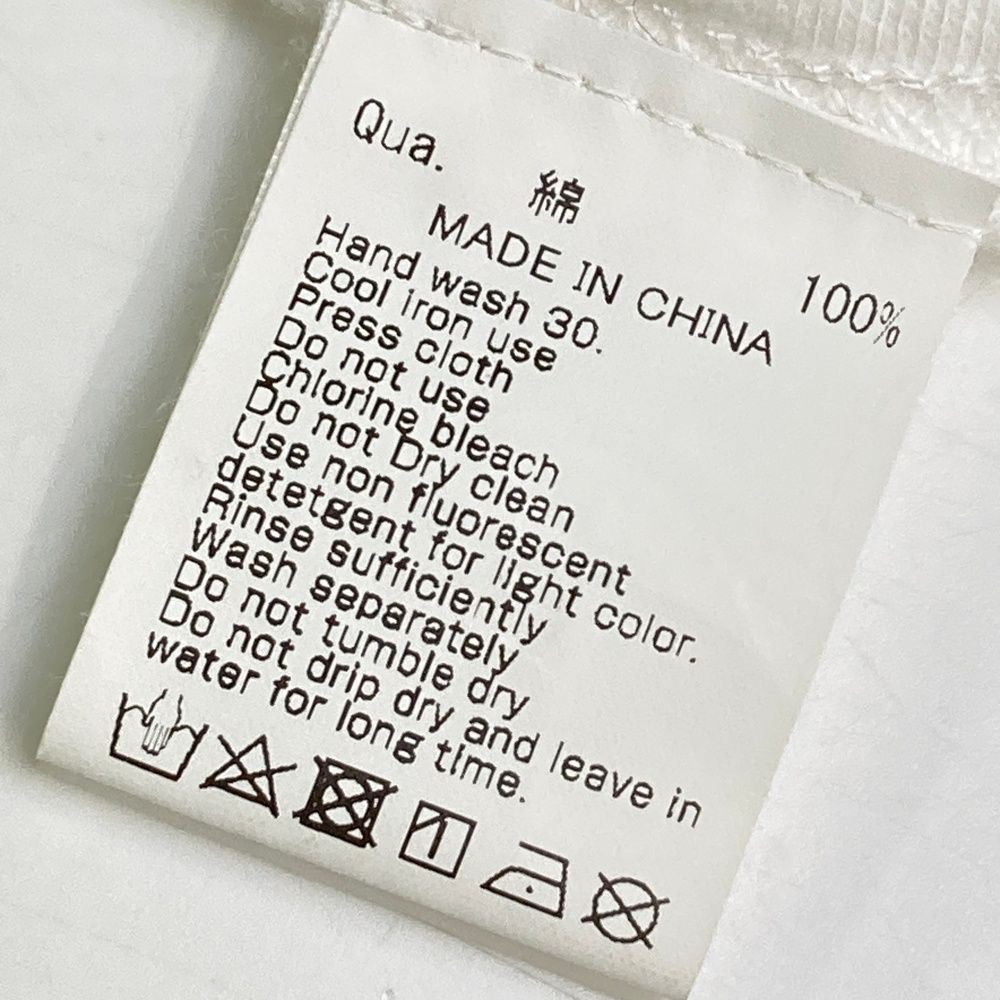 Qua.
綿 100%
MADE IN CHINA
Hand wash 30.
Cool iron use
Press cloth
Do not use
Chlorine bleach
Do not Dry clean
Use non fluorescent
detetgent for light color.
Rinse sufficiently
Wash separately
Do not tumble dry
Do not drip dry and leave in
water for long time.